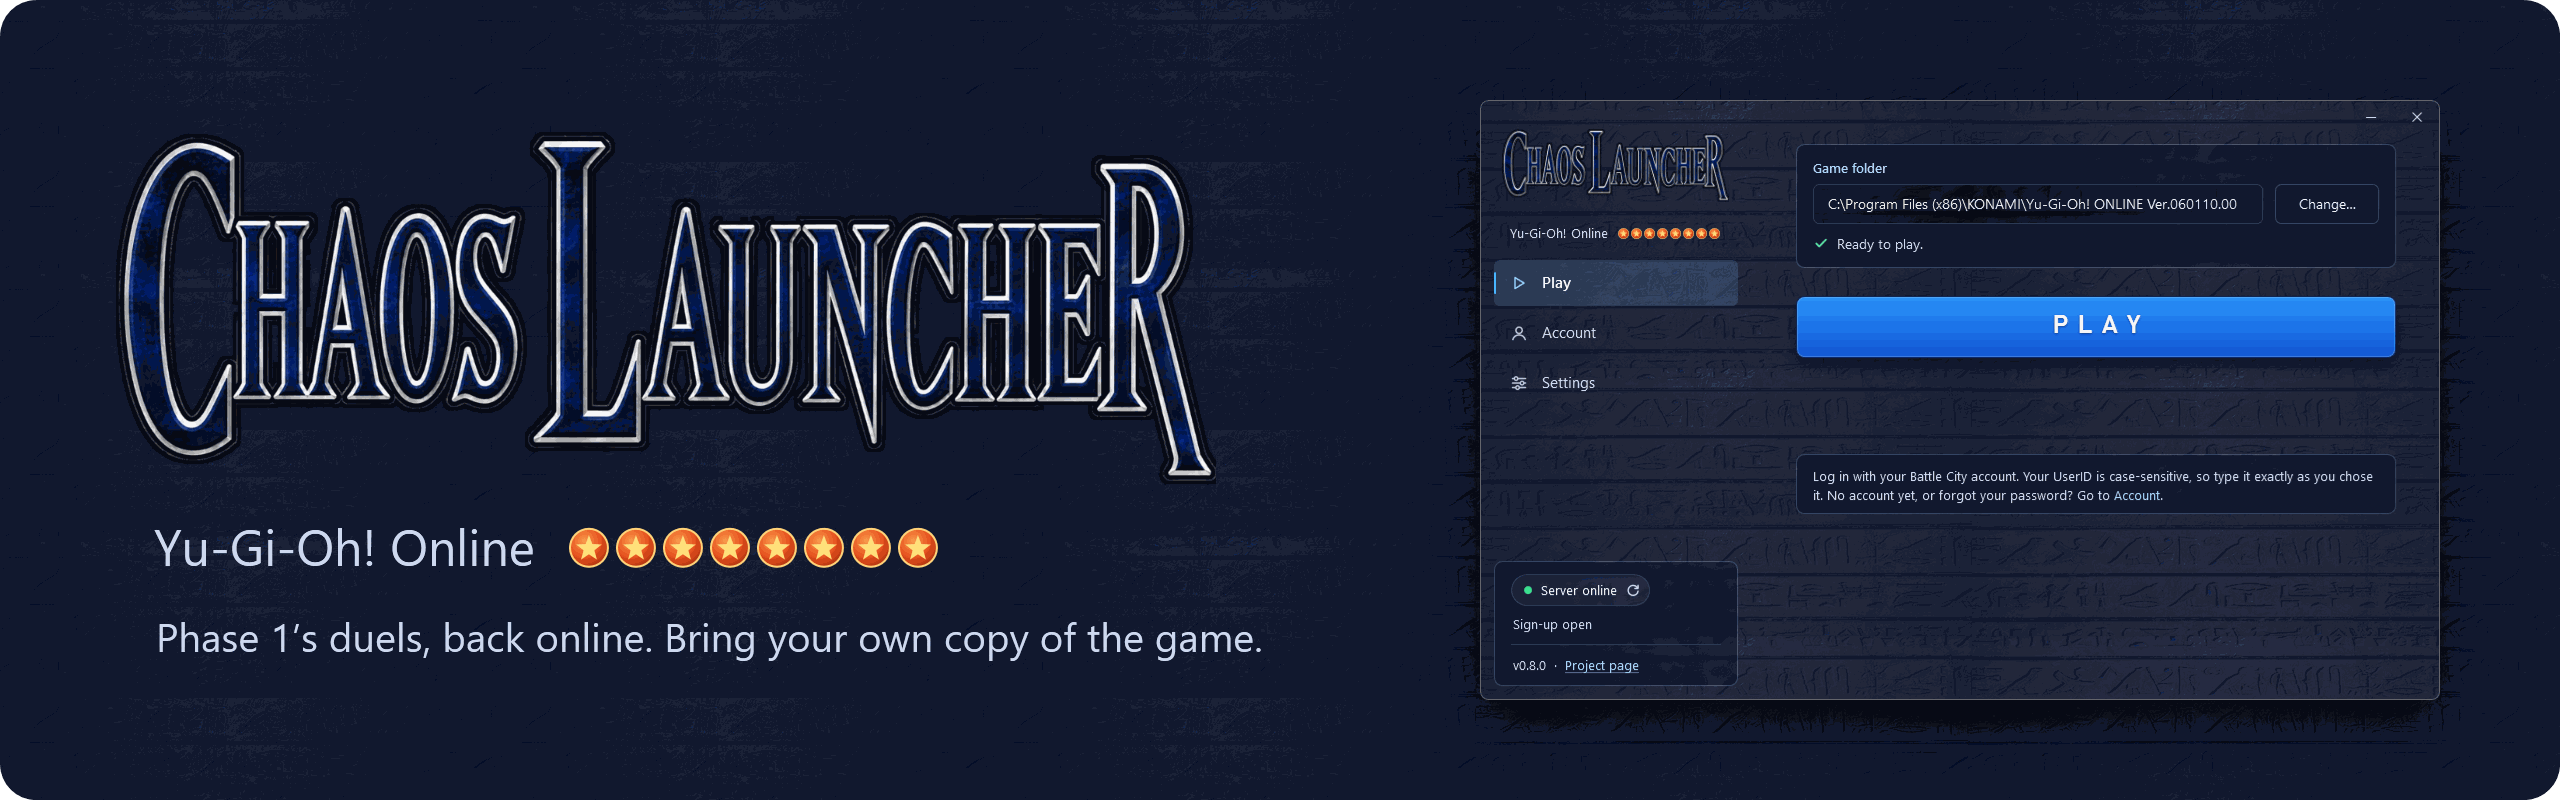 CHAOS LAUNCHER
Yu-Gi-Oh! Online
Phase 1’s duels, back online. Bring your own copy of the game.
CHAOS LAUNCHER
Yu-Gi-Oh! Online
Play
Account
Settings
Server online
Sign-up open
v0.8.0 · Project page
Game folder
C:\Program Files (x86)\KONAMI\Yu-Gi-Oh! ONLINE Ver.060110.00
Change...
Ready to play.
PLAY
Log in with your Battle City account. Your UserID is case-sensitive, so type it exactly as you chose
it. No account yet, or forgot your password? Go to Account.